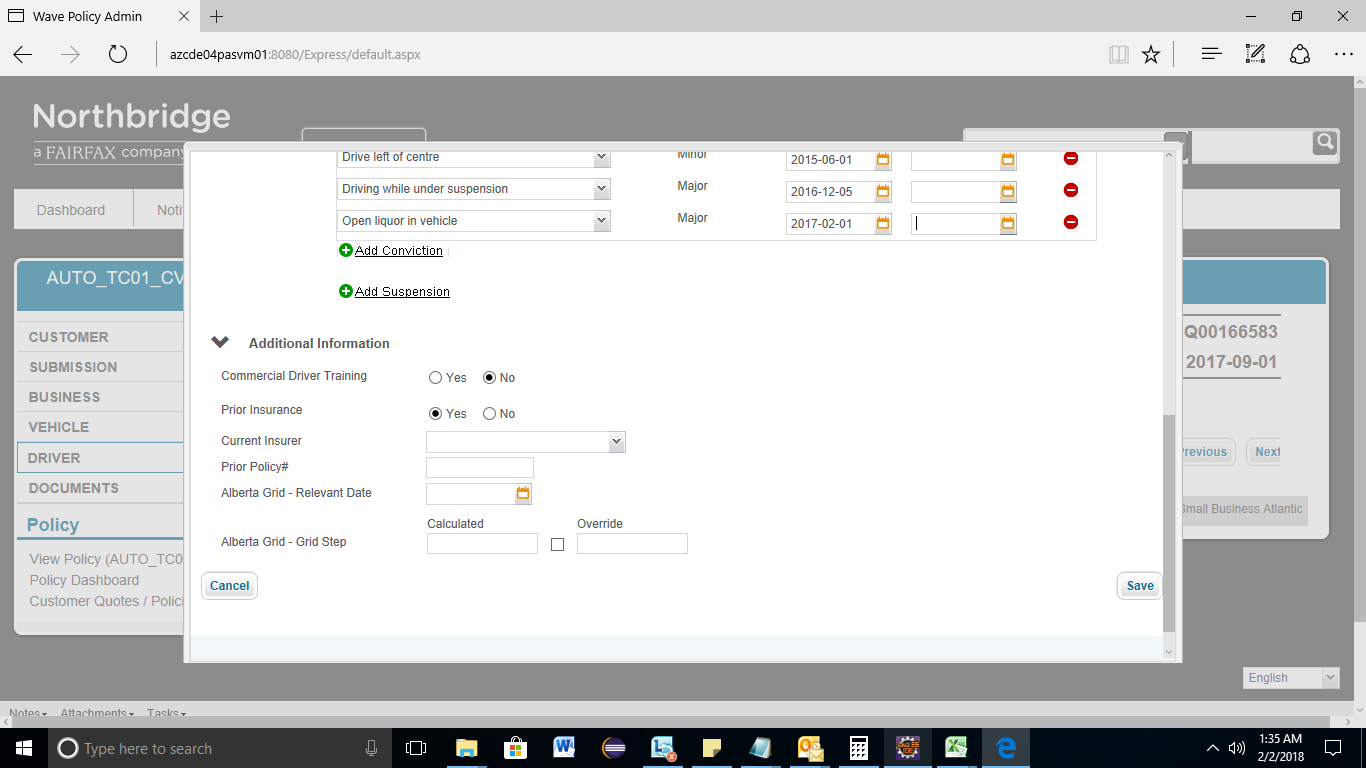 Wave Policy Admin
azcde04pasvm01:8080/Express/default.aspx
Northbridge
a FAIRFAX company
Dashboard
AUTO_TC01_CV
CUSTOMER
SUBMISSION
BUSINESS
VEHICLE
DRIVER
DOCUMENTS
Policy
View Policy (AUTO_TC0
Policy Dashboard
Customer Quotes / Polici
Drive left of centre Minor 2015-06-01
Driving while under suspension Major 2016-12-05
Open liquor in vehicle Major 2017-02-01
Add Conviction
Add Suspension
Additional Information
Commercial Driver Training Yes No
Prior Insurance Yes No
Current Insurer
Prior Policy#
Alberta Grid - Relevant Date
Calculated Override
Alberta Grid - Grid Step
Cancel Save
Q00166583
2017-09-01
Previous Next
Small Business Atlantic
English
Notes Attachments Tasks
Type here to search
1:35 AM
2/2/2018